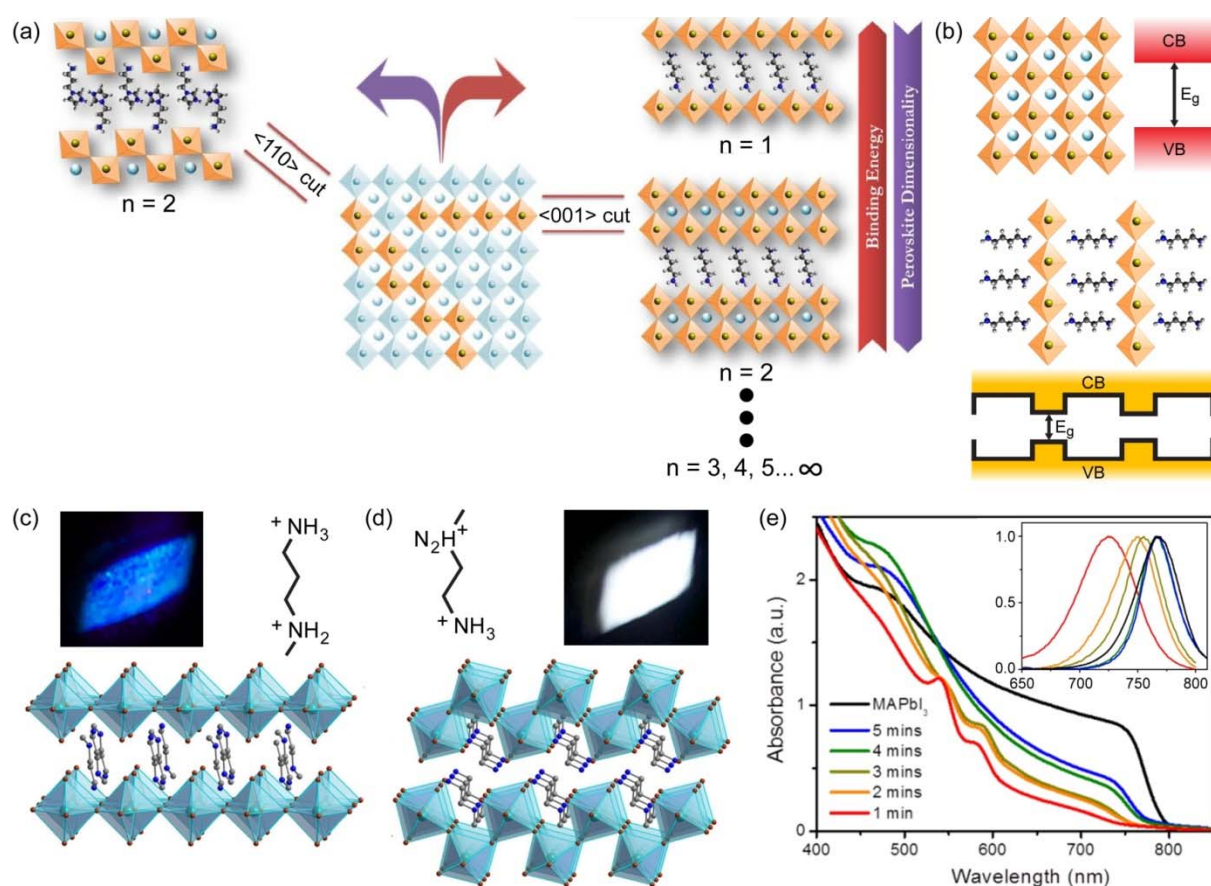 (a)
<110> cut
n = 2
<001> cut
n = 1
n = 2
n = 3, 4, 5... ∞
Binding Energy
Perovskite Dimensionality
(b)
CB
Eg
VB
CB
Eg
VB
(c)
+
NH3
NH2
+
(d)
N2H+
+
NH3
(e)
Absorbance (a.u.)
2
1
0
MAPbI3
5 mins
4 mins
3 mins
2 mins
1 min
1.0
0.5
0.0
650 700 750 800
400 500 600 700 800
Wavelength (nm)